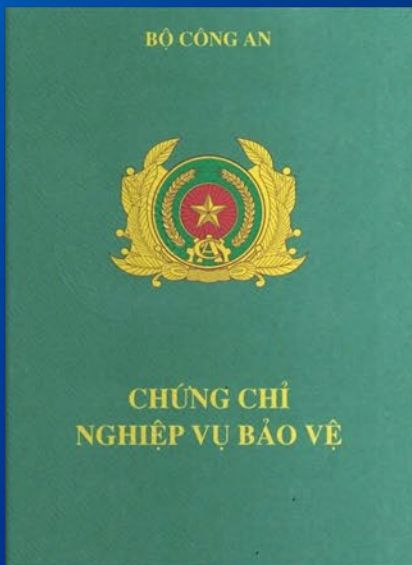 BỘ CÔNG AN
CHỨNG CHỈ
NGHIỆP VỤ BẢO VỆ